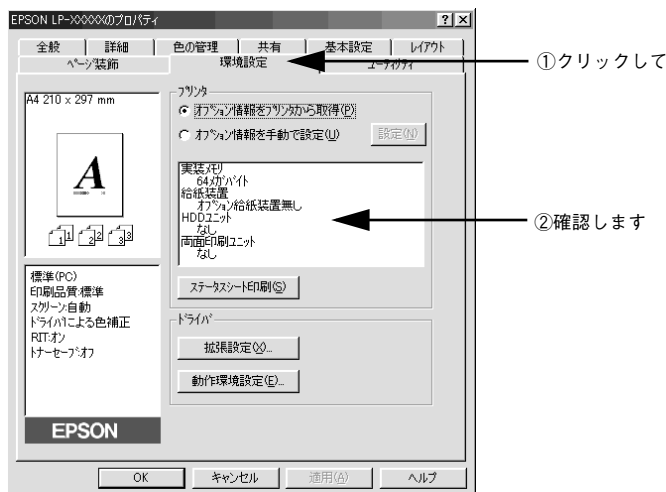 EPSON LP-XXXXXのプロパティ
全般 詳細 色の管理 共有 基本設定 レイアウト
ページ装飾 環境設定 ユーティリティ
①クリックして
A4 210 x 297 mm
プリンタ
オプション情報をプリンタから取得(P)
オプション情報を手動で設定(U) 設定(N)
A
実装メモリ
64メガバイト
給紙装置
オプション給紙装置無し
HDDユニット
なし
両面印刷ユニット
なし
②確認します
1 1 2 2 3 3
ステータスシート印刷(S)
標準(PC)
印刷品質:標準
スクリーン:自動
ドライバによる色補正
RIT:オン
トナーセーブ:オフ
ドライバ
拡張設定(X)...
動作環境設定(E)...
EPSON
OK キャンセル 適用(A) ヘルプ